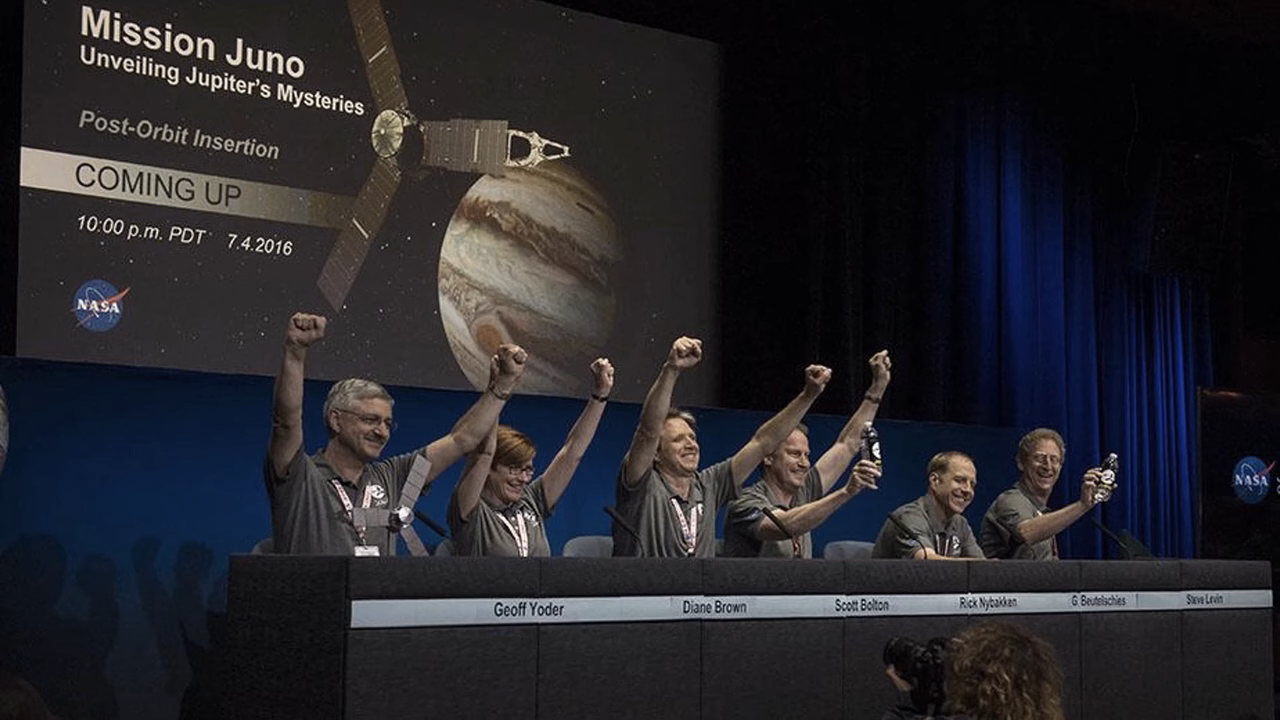 Mission Juno
Unveiling Jupiter's Mysteries
Post-Orbit Insertion
COMING UP
10:00 p.m. PDT 7.4.2016
NASA
NASA
Geoff Yoder
Diane Brown
Scott Bolton
Rick Nybakken
G. Beutelschies
Steve Levin